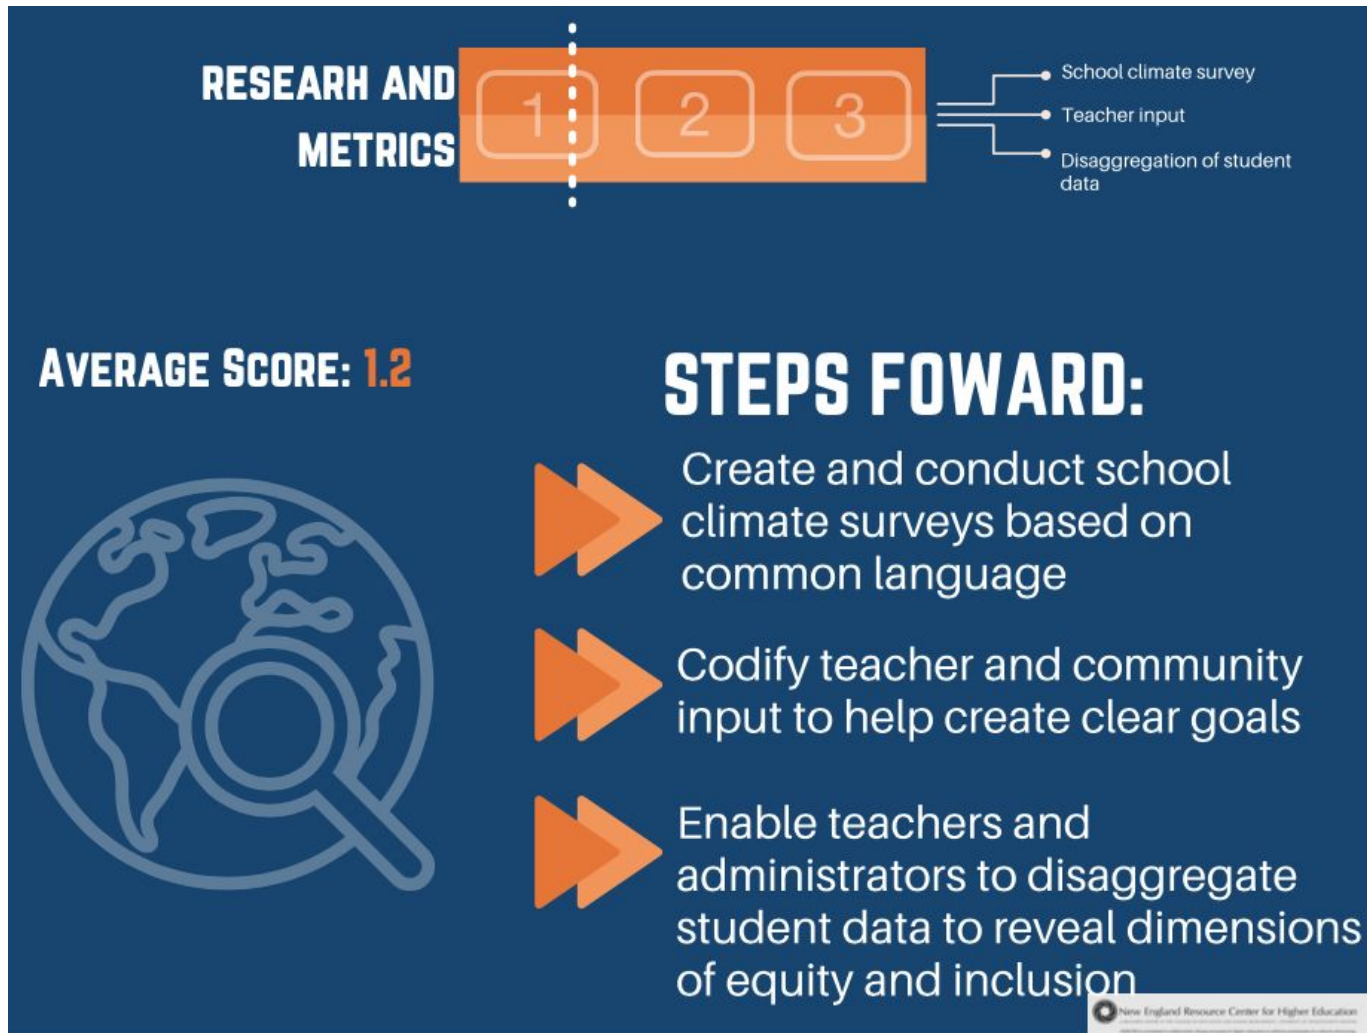 RESEARH AND
METRICS
1 2 3
School climate survey
Teacher input
Disaggregation of student
data
AVERAGE SCORE: 1.2
STEPS FOWARD:
Create and conduct school
climate surveys based on
common language
Codify teacher and community
input to help create clear goals
Enable teachers and
administrators to disaggregate
student data to reveal dimensions
of equity and inclusion
New England Resource Center for Higher Education